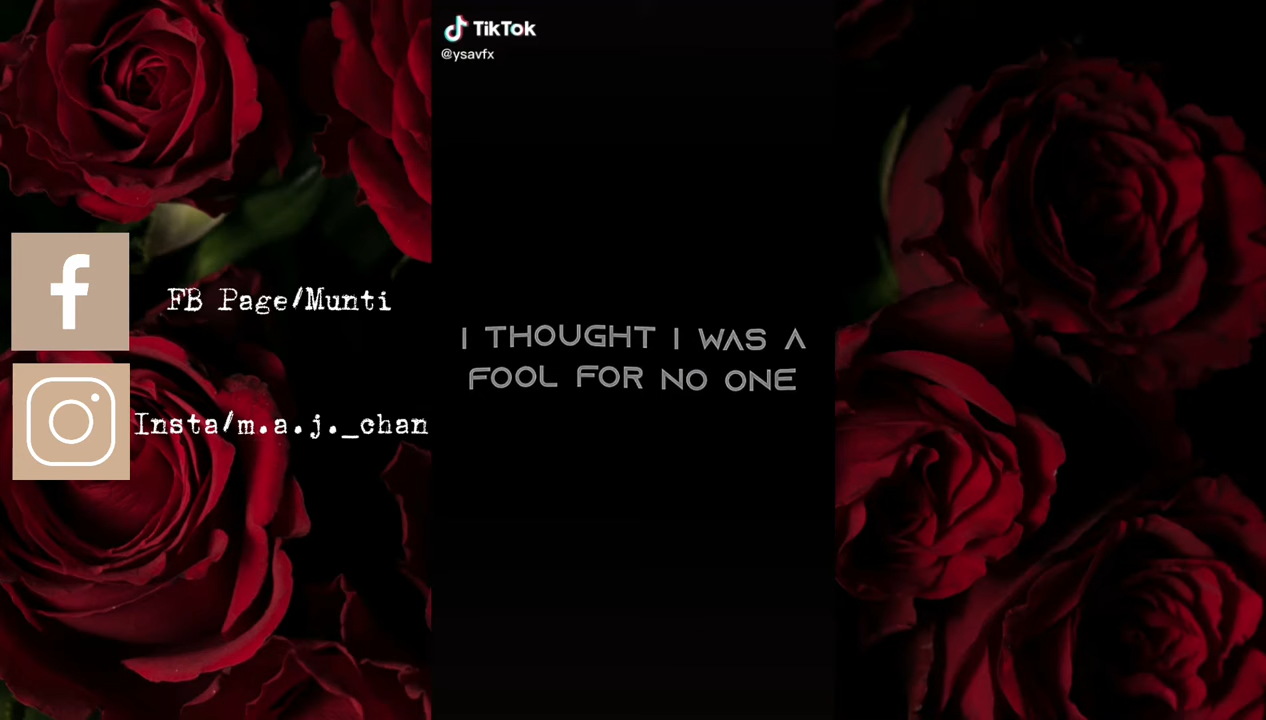 TikTok
@ysavfx
FB Page/Munti
Insta/m.a.j._chan
I THOUGHT I WAS A
FOOL FOR NO ONE